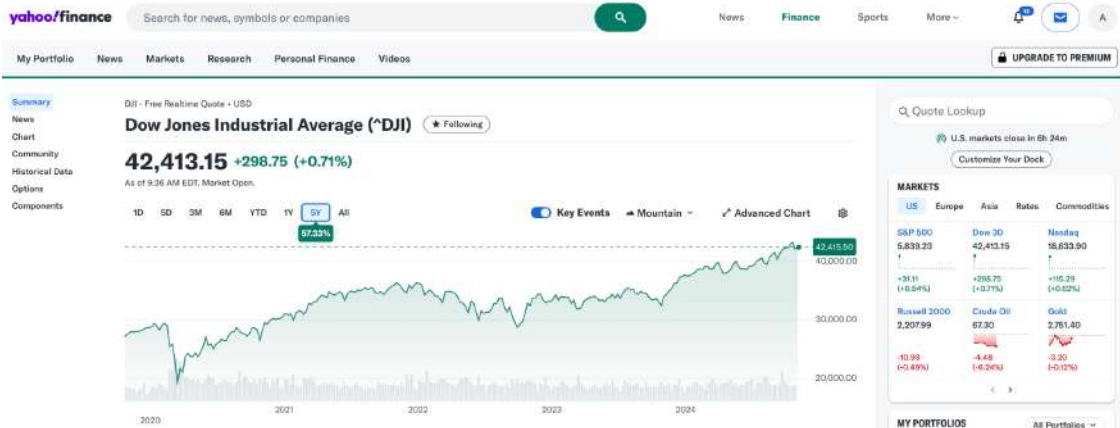 yahoo!finance
Search for news, symbols or companies
News Finance Sports More
A
My Portfolio News Markets Research Personal Finance Videos
UPGRADE TO PREMIUM
Summary
News
Chart
Community
Historical Data
Options
Components
DJI - Free Realtime Quote • USD
Dow Jones Industrial Average (^DJI)
★ Following
42,413.15 +298.75 (+0.71%)
As of 9:36 AM EDT. Market Open.
1D 5D 3M 6M YTD 1Y 5Y All
57.33%
Key Events Mountain Advanced Chart
42,415.50
40,000.00
30,000.00
20,000.00
2020 2021 2022 2023 2024
Quote Lookup
U.S. markets close in 6h 24m
Customize Your Dock
MARKETS
US Europe Asia Rates Commodities
S&P 500 Dow 30 Nasdaq
5,839.23 42,413.15 18,633.90
+31.11 +298.75 +115.29
(+0.54%) (+0.71%) (+0.62%)
Russell 2000 Crude Oil Gold
2,207.99 67.30 2,751.40
-10.93 -4.48 -3.20
(-0.49%) (-6.24%) (-0.12%)
MY PORTFOLIOS All Portfolios